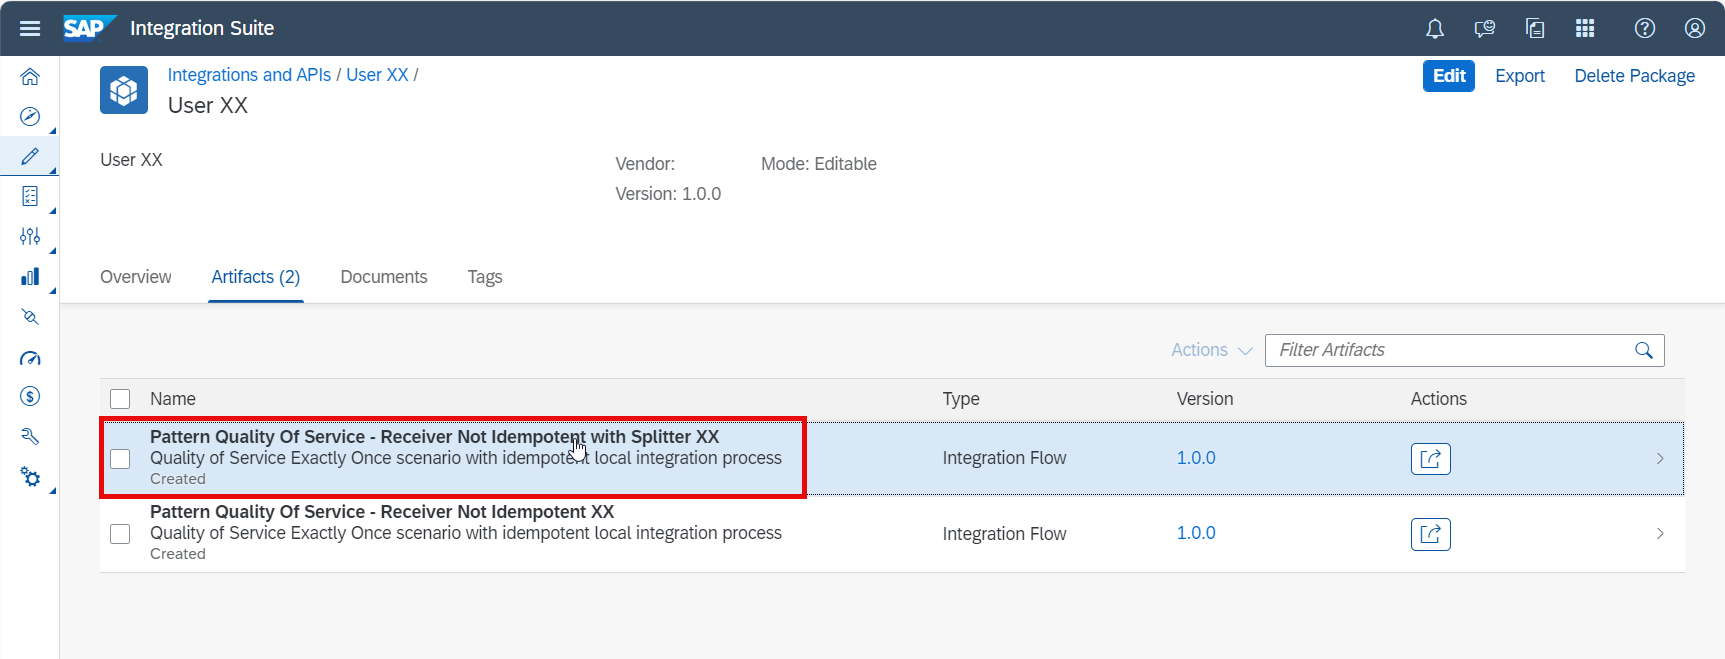 SAP Integration Suite
Integrations and APIs / User XX /
User XX
Edit Export Delete Package
User XX
Vendor: Mode: Editable
Version: 1.0.0
Overview Artifacts (2) Documents Tags
Actions Filter Artifacts
Name Type Version Actions
Pattern Quality Of Service - Receiver Not Idempotent with Splitter XX
Quality of Service Exactly Once scenario with idempotent local integration process Integration Flow 1.0.0
Created
Pattern Quality Of Service - Receiver Not Idempotent XX
Quality of Service Exactly Once scenario with idempotent local integration process Integration Flow 1.0.0
Created